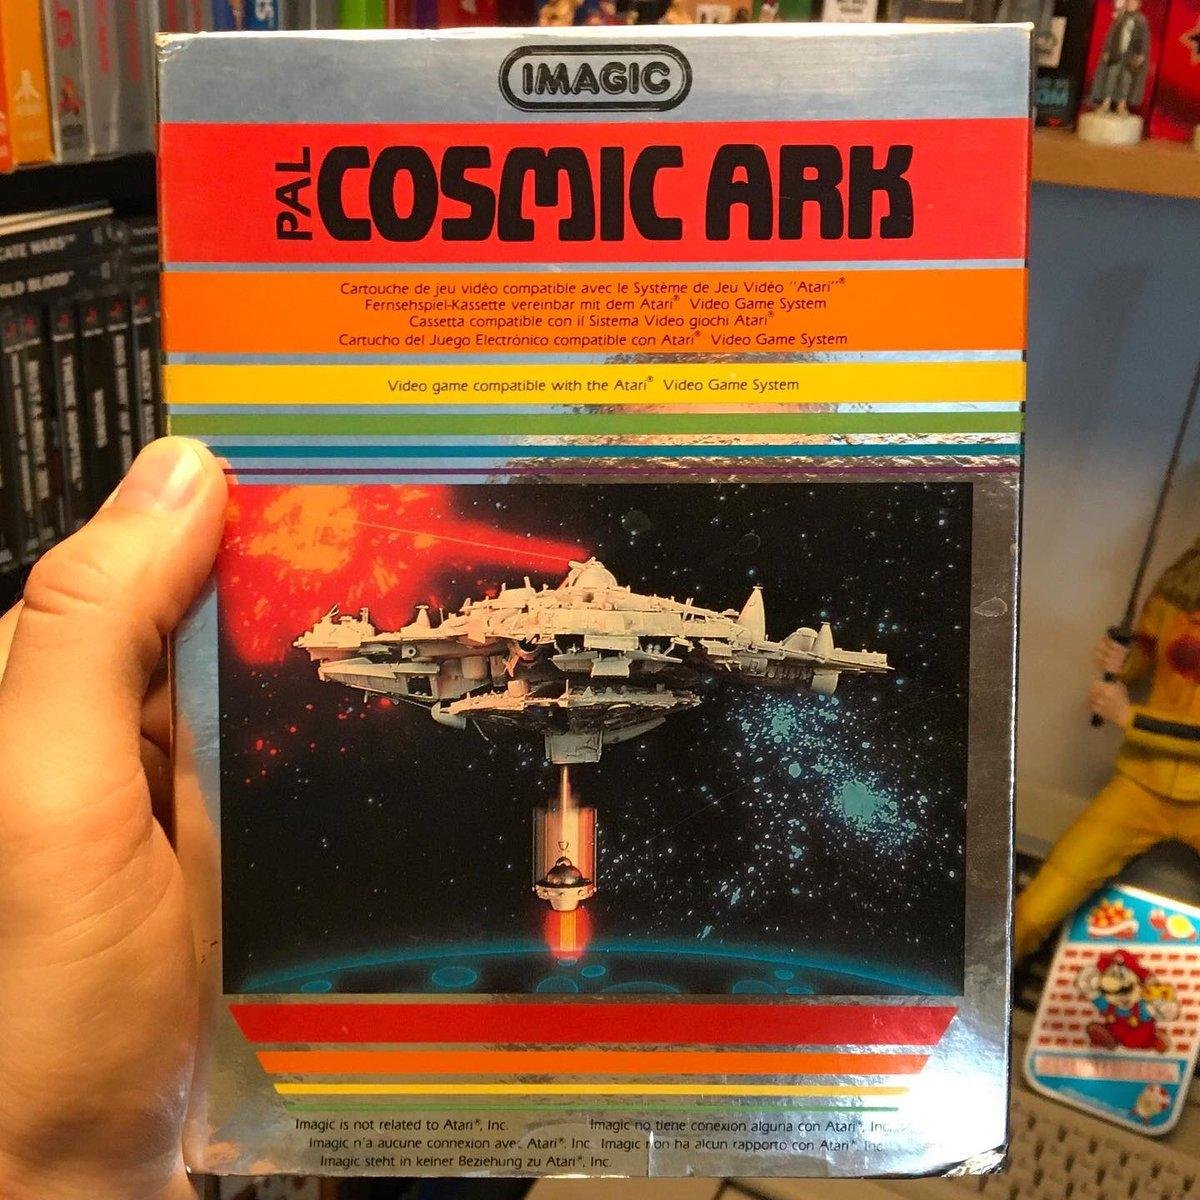 IMAGIC
PAL COSMIC ARK
Cartouche de jeu vidéo compatible avec le Système de Jeu Vidéo "Atari"®
Fernsehspiel-Kassette vereinbar mit dem Atari® Video Game System
Cassetta compatible con il Sistema Video giochi Atari®
Cartucho del Juego Electrónico compatible con Atari® Video Game System
Video game compatible with the Atari® Video Game System
Imagic is not related to Atari®, Inc.
Imagic n'a aucune connexion avec Atari®, Inc.
Imagic steht in keiner Beziehung zu Atari®, Inc.
Imagic no tiene conexion alguna con Atari®, Inc.
Imagic non ha alcun rapporto con Atari®, Inc.
CATE WARS™
OLD BLOOD™